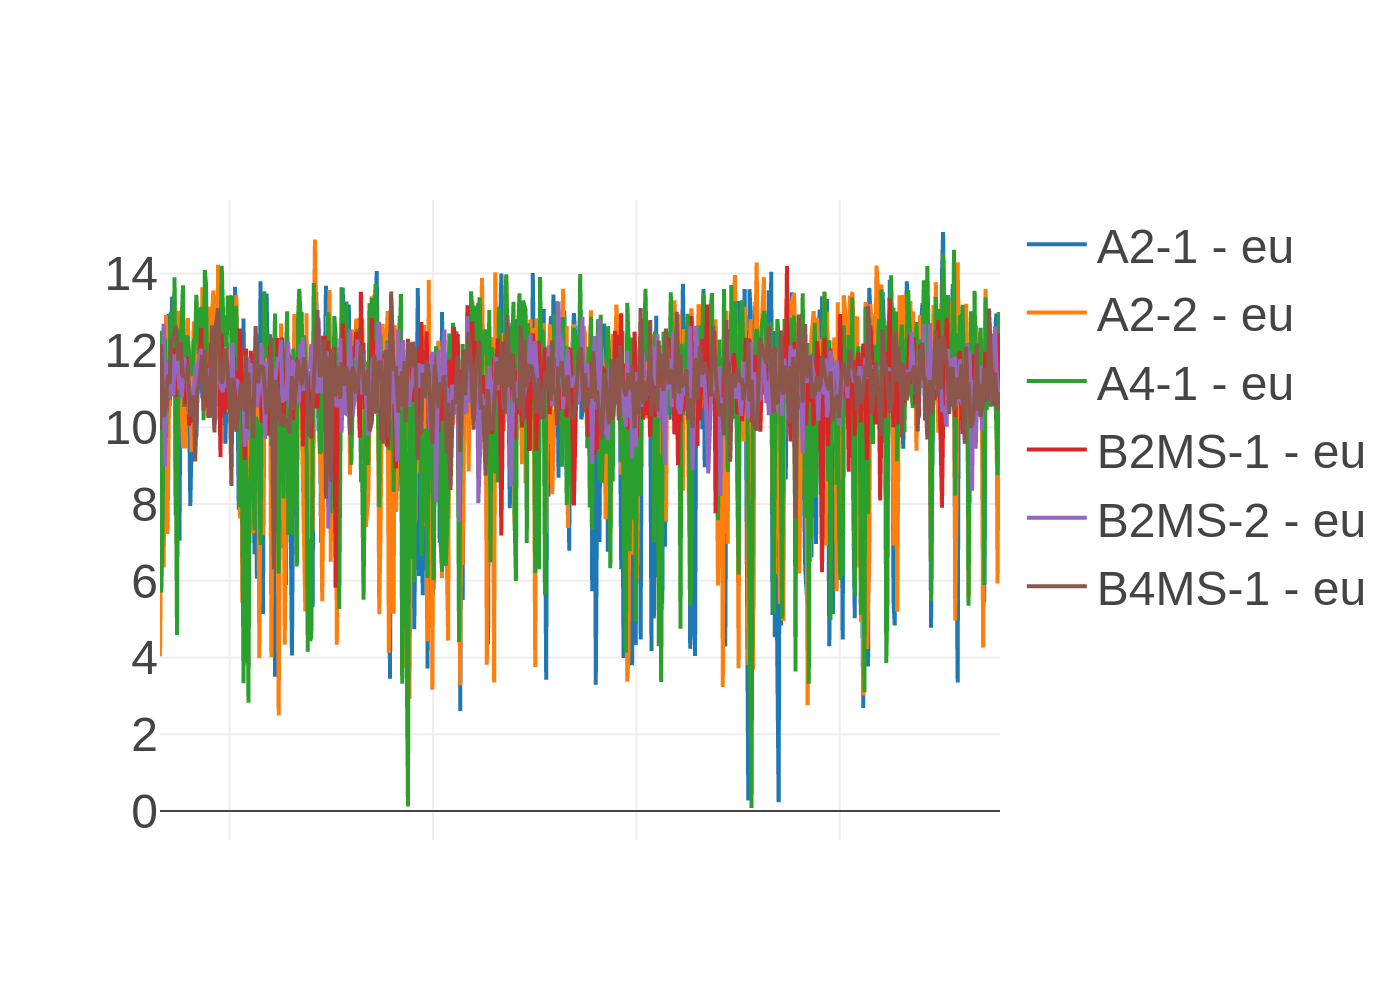 14
12
10
8
6
4
2
0
A2-1 - eu
A2-2 - eu
A4-1 - eu
B2MS-1 - eu
B2MS-2 - eu
B4MS-1 - eu